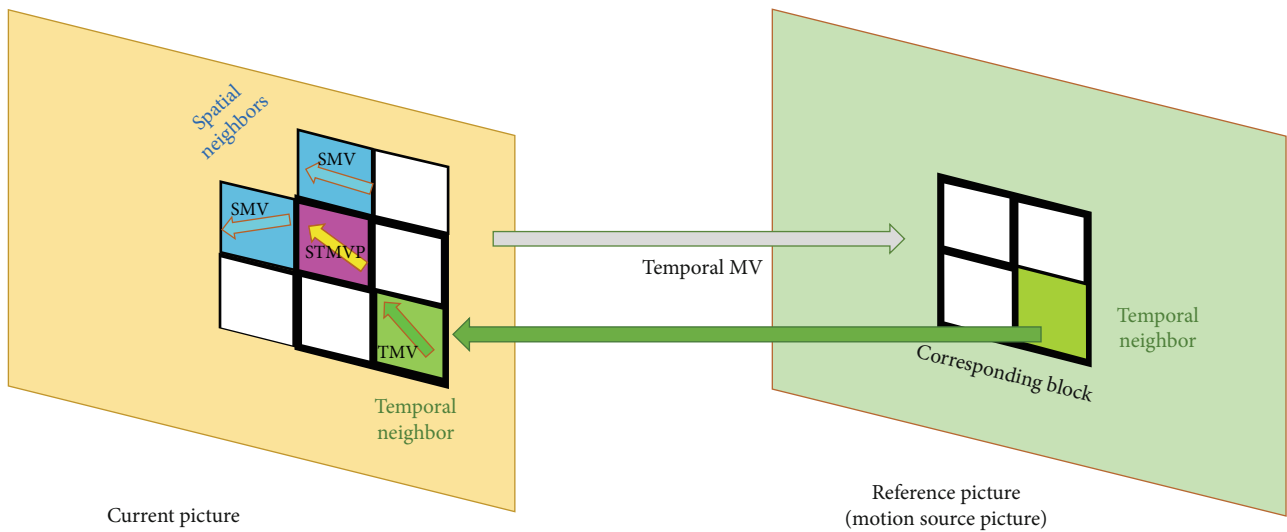 Spatial
neighbors
SMV
SMV
STMVP
TMV
Temporal
neighbor
Current picture
Temporal MV
Temporal
neighbor
Corresponding block
Reference picture
(motion source picture)